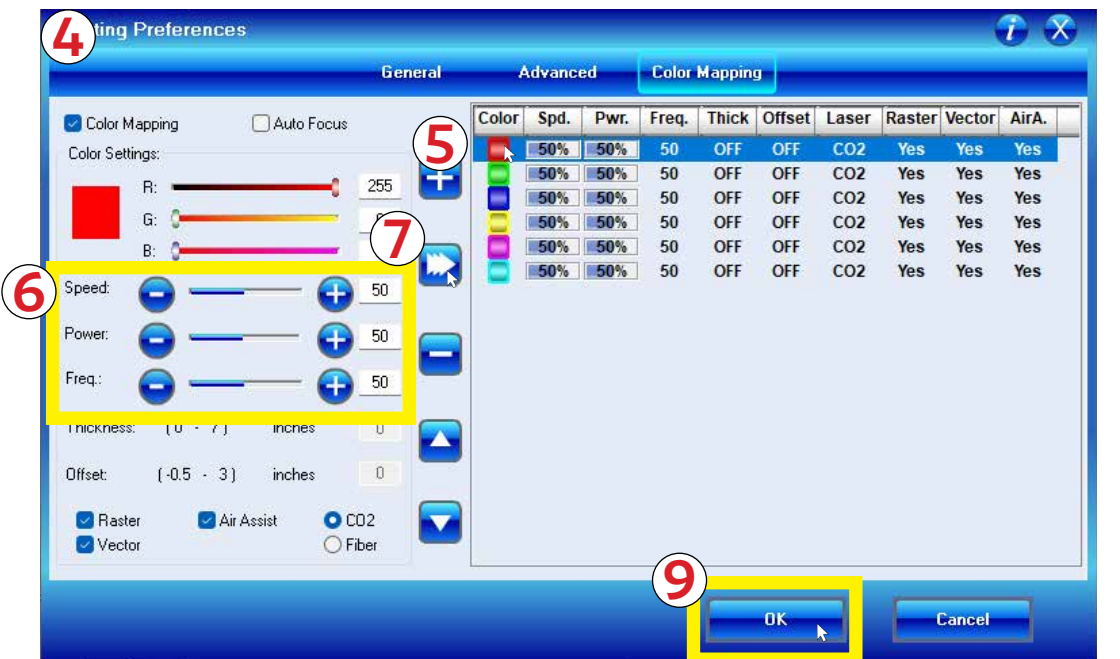 4 ting Preferences i X
General Advanced Color Mapping
Color Mapping Auto Focus
Color Settings:
R: 255
G:
B:
5
7
6
Speed: 50
Power: 50
Freq.: 50
Thickness: ( 0 - 7 ) inches 0
Offset: ( -0.5 - 3 ) inches 0
Raster Air Assist CO2
Vector Fiber
Color Spd. Pwr. Freq. Thick Offset Laser Raster Vector AirA.
50% 50% 50 OFF OFF CO2 Yes Yes Yes
50% 50% 50 OFF OFF CO2 Yes Yes Yes
50% 50% 50 OFF OFF CO2 Yes Yes Yes
50% 50% 50 OFF OFF CO2 Yes Yes Yes
50% 50% 50 OFF OFF CO2 Yes Yes Yes
50% 50% 50 OFF OFF CO2 Yes Yes Yes
9
OK Cancel